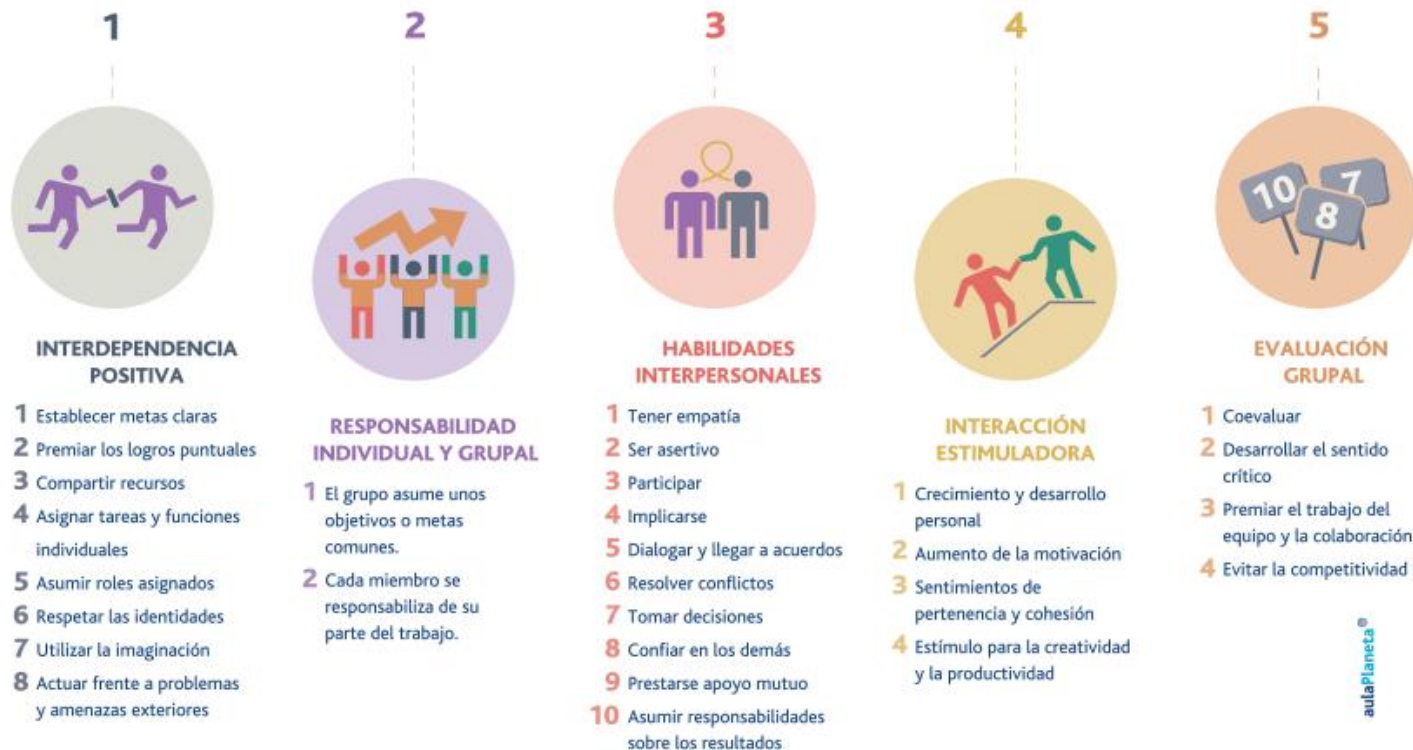 1
INTERDEPENDENCIA
POSITIVA
1 Establecer metas claras
2 Premiar los logros puntuales
3 Compartir recursos
4 Asignar tareas y funciones
individuales
5 Asumir roles asignados
6 Respetar las identidades
7 Utilizar la imaginación
8 Actuar frente a problemas
y amenazas exteriores
2
RESPONSABILIDAD
INDIVIDUAL Y GRUPAL
1 El grupo asume unos
objetivos o metas
comunes.
2 Cada miembro se
responsabiliza de su
parte del trabajo.
3
HABILIDADES
INTERPERSONALES
1 Tener empatía
2 Ser asertivo
3 Participar
4 Implicarse
5 Dialogar y llegar a acuerdos
6 Resolver conflictos
7 Tomar decisiones
8 Confiar en los demás
9 Prestarse apoyo mutuo
10 Asumir responsabilidades
sobre los resultados
4
INTERACCIÓN
ESTIMULADORA
1 Crecimiento y desarrollo
personal
2 Aumento de la motivación
3 Sentimientos de
pertenencia y cohesión
4 Estímulo para la creatividad
y la productividad
5
10
7
8
EVALUACIÓN
GRUPAL
1 Coevaluar
2 Desarrollar el sentido
crítico
3 Premiar el trabajo del
equipo y la colaboración
4 Evitar la competitividad
aulaPlaneta®